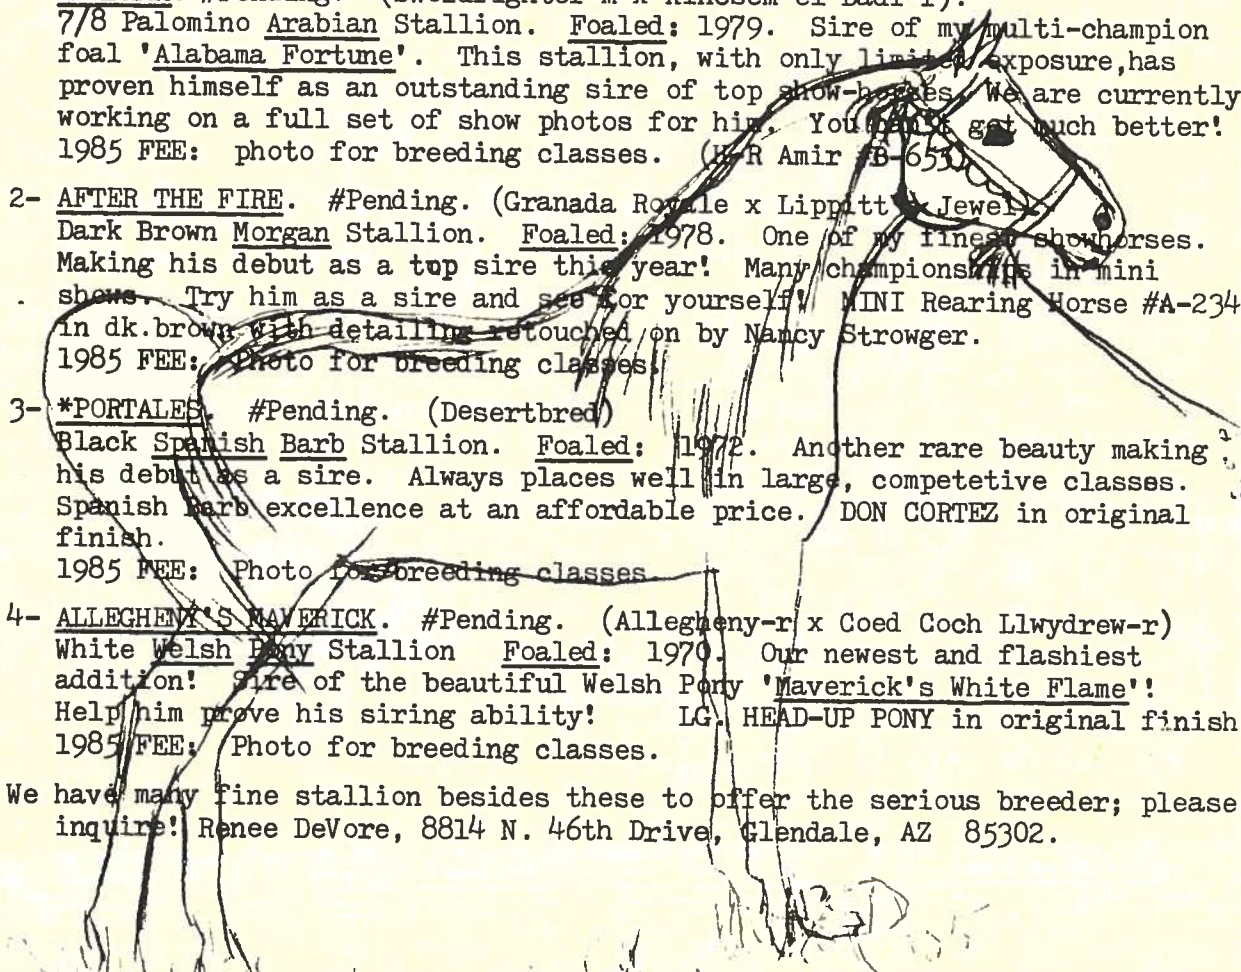 #Pending. (Swordfighter-m x
7/8 Palomino Arabian Stallion. Foaled: 1979. Sire of my multi-champion
foal 'Alabama Fortune'. This stallion, with only limited exposure,has
proven himself as an outstanding sire of top show-horses. We are currently
working on a full set of show photos for him. You can't get much better!
1985 FEE: photo for breeding classes. (H-R Amir #B-653)
2- AFTER THE FIRE. #Pending. (Granada Royale x Lippitt's Jewel)
Dark Brown Morgan Stallion. Foaled: 1978. One of my finest showhorses.
Making his debut as a top sire this year! Many championships in mini
shows. Try him as a sire and see for yourself! MINI Rearing Horse #A-234
in dk.brown with detailing retouched on by Nancy Strowger.
1985 FEE: Photo for breeding classes.
3- *PORTALES. #Pending. (Desertbred)
Black Spanish Barb Stallion. Foaled: 1972. Another rare beauty making
his debut as a sire. Always places well in large, competetive classes.
Spanish Barb excellence at an affordable price. DON CORTEZ in original
finish.
1985 FEE: Photo for breeding classes.
4- ALLEGHENY'S MAVERICK. #Pending. (Allegheny-r x Coed Coch Llwydrew-r)
White Welsh Pony Stallion Foaled: 1970. Our newest and flashiest
addition! Sire of the beautiful Welsh Pony 'Maverick's White Flame'!
Help him prove his siring ability! LG. HEAD-UP PONY in original finish
1985 FEE: Photo for breeding classes.
We have many fine stallion besides these to offer the serious breeder; please
inquire! Renee DeVore, 8814 N. 46th Drive, Glendale, AZ 85302.